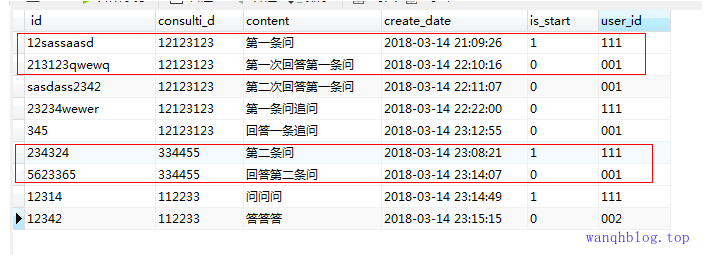 id consulti_d content create_date is_start user_id
12sassaasd 12123123 第一条问 2018-03-14 21:09:26 1 111
213123qwewq 12123123 第一次回答第一条问 2018-03-14 22:10:16 0 001
sasdass2342 12123123 第二次回答第一条问 2018-03-14 22:11:07 0 001
23234wewer 12123123 第一条问追问 2018-03-14 22:22:00 0 111
345 12123123 回答一条追问 2018-03-14 23:12:55 0 001
234324 334455 第二条问 2018-03-14 23:08:21 1 111
5623365 334455 回答第二条问 2018-03-14 23:14:07 0 001
12314 112233 问问问 2018-03-14 23:14:49 1 111
12342 112233 答答答 2018-03-14 23:15:15 0 002
wanqhblog.top